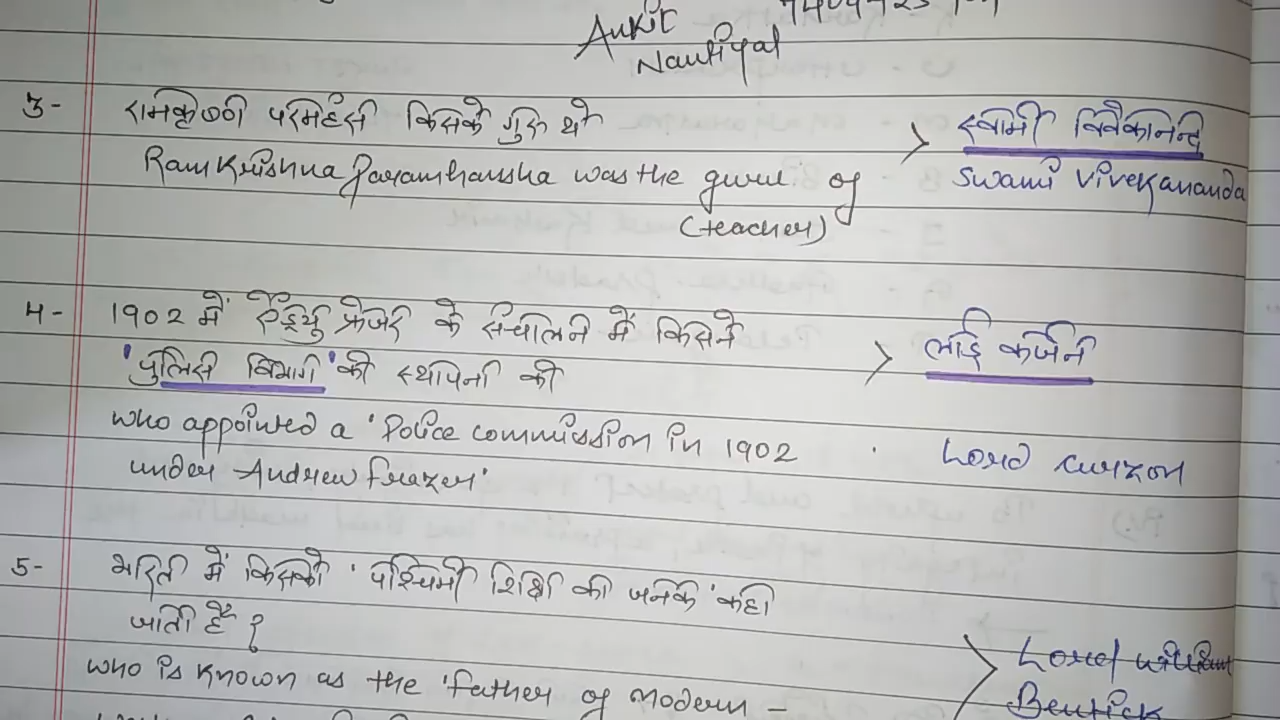 Ankit
Nautiyal
3- रामकृष्ण परमहंस किसके गुरु थे > स्वामी विवेकानन्द
RamKrishna Paramhansha was the guru of Swami Vivekananda
(teacher)
4- 1902 में एंड्रयु फ्रेजर के संचालन में किसने > लार्ड कर्जन
'पुलिस विभाग' की स्थापना की
who appointed a 'Police commission in 1902 . Lord curzon
under Andrew frazer'
5- भारत में किसको 'पश्चिमी शिक्षा का जनक' कहा
जाता है ?
who is known as the 'father of modern - > Lord william
Bentick